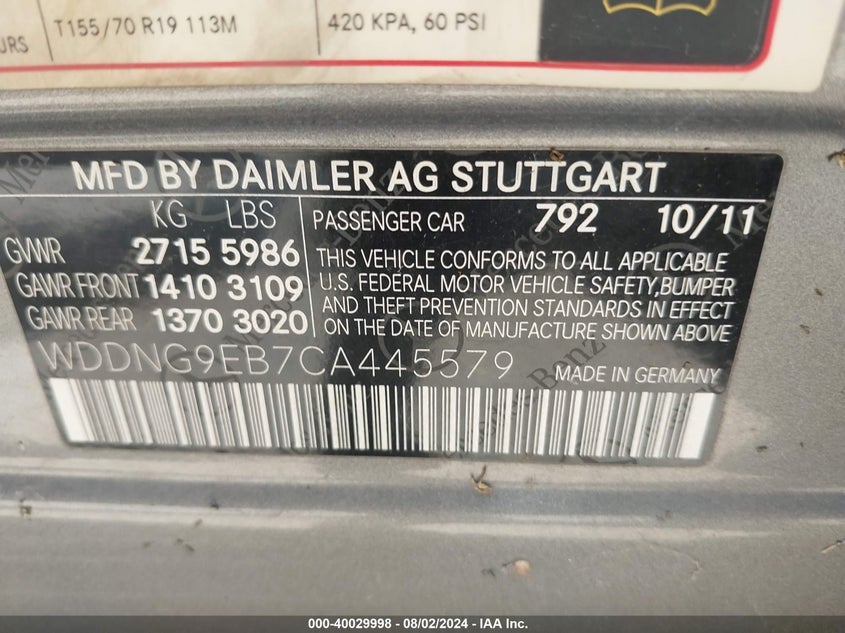 URS T155/70 R19 113M 420 KPA, 60 PSI
MFD BY DAIMLER AG STUTTGART
KG LBS PASSENGER CAR 792 10/11
GVWR 2715 5986 THIS VEHICLE CONFORMS TO ALL APPLICABLE
GAWR FRONT 1410 3109 U.S. FEDERAL MOTOR VEHICLE SAFETY,BUMPER
GAWR REAR 1370 3020 AND THEFT PREVENTION STANDARDS IN EFFECT
ON THE DATE OF MANUFACTURE SHOWN ABOVE
WDDNG9EB7CA445579 MADE IN GERMANY
000-40029998 - 08/02/2024 - IAA Inc.